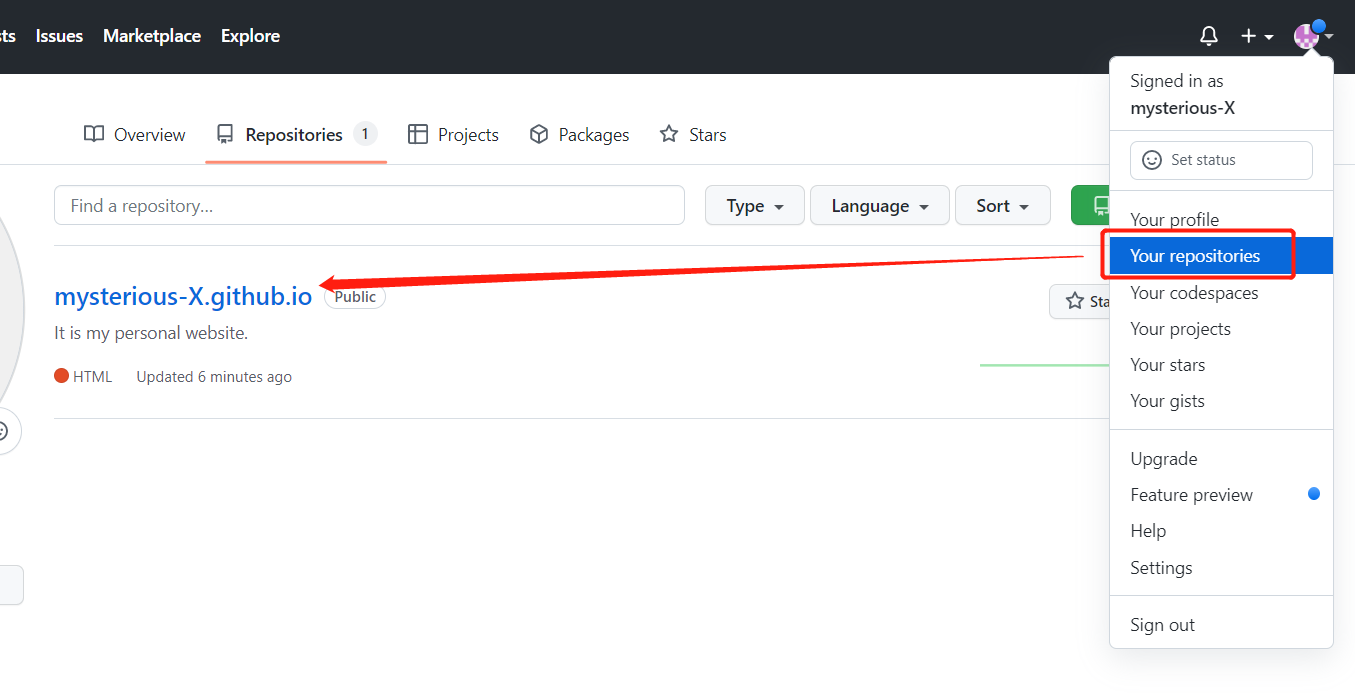 sts Issues Marketplace Explore
Signed in as
mysterious-X
Overview Repositories 1 Projects Packages Stars
Set status
Find a repository... Type Language Sort
Your profile
Your repositories
mysterious-X.github.io Public
Your codespaces
Sta
It is my personal website.
Your projects
Your stars
HTML Updated 6 minutes ago
Your gists
Upgrade
Feature preview
Help
Settings
Sign out